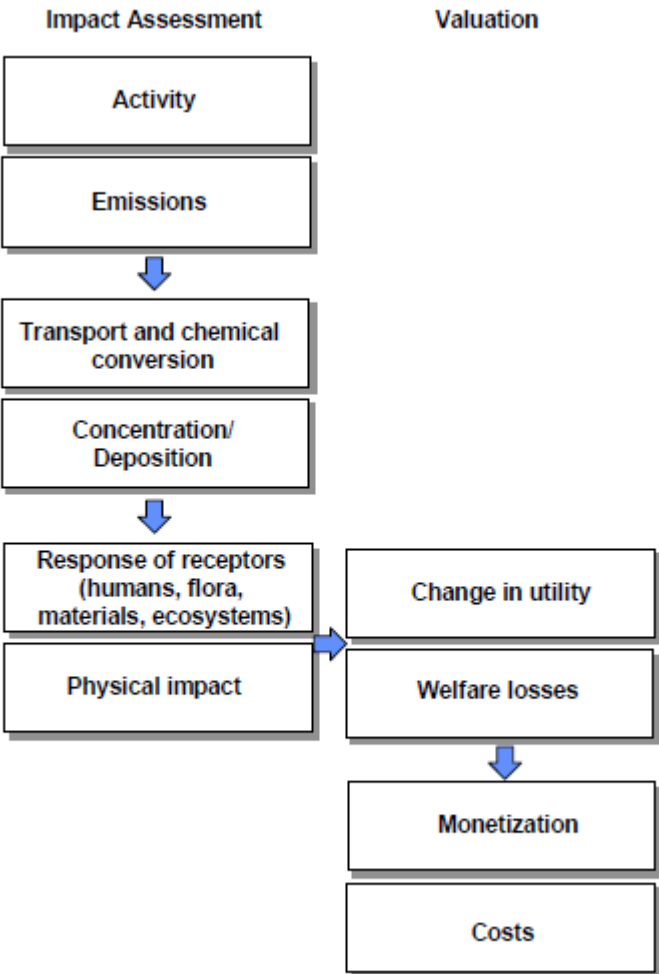 Impact Assessment
Valuation
Activity
Emissions
Transport and chemical
conversion
Concentration/
Deposition
Response of receptors
(humans, flora,
materials, ecosystems)
Physical impact
Change in utility
Welfare losses
Monetization
Costs